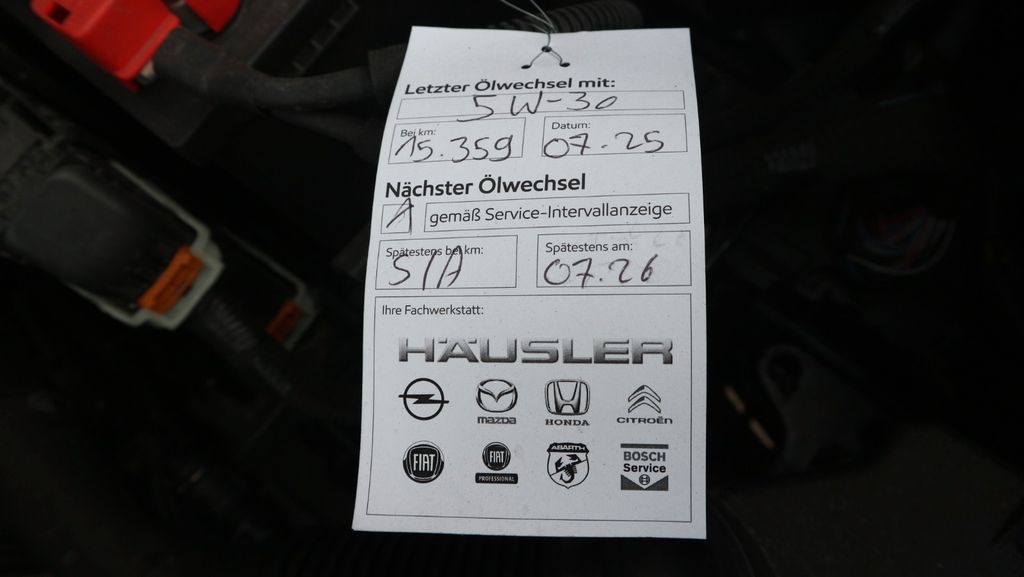 Letzter Ölwechsel mit:
5W-30
Bei km: Datum:
15.359 07.25
Nächster Ölwechsel
1 gemäß Service-Intervallanzeige
Spätestens bei km: Spätestens am:
S/A 07.26
Ihre Fachwerkstatt:
HÄUSLER
mazda HONDA CITROËN
FIAT FIAT PROFESSIONAL ABARTH BOSCH Service